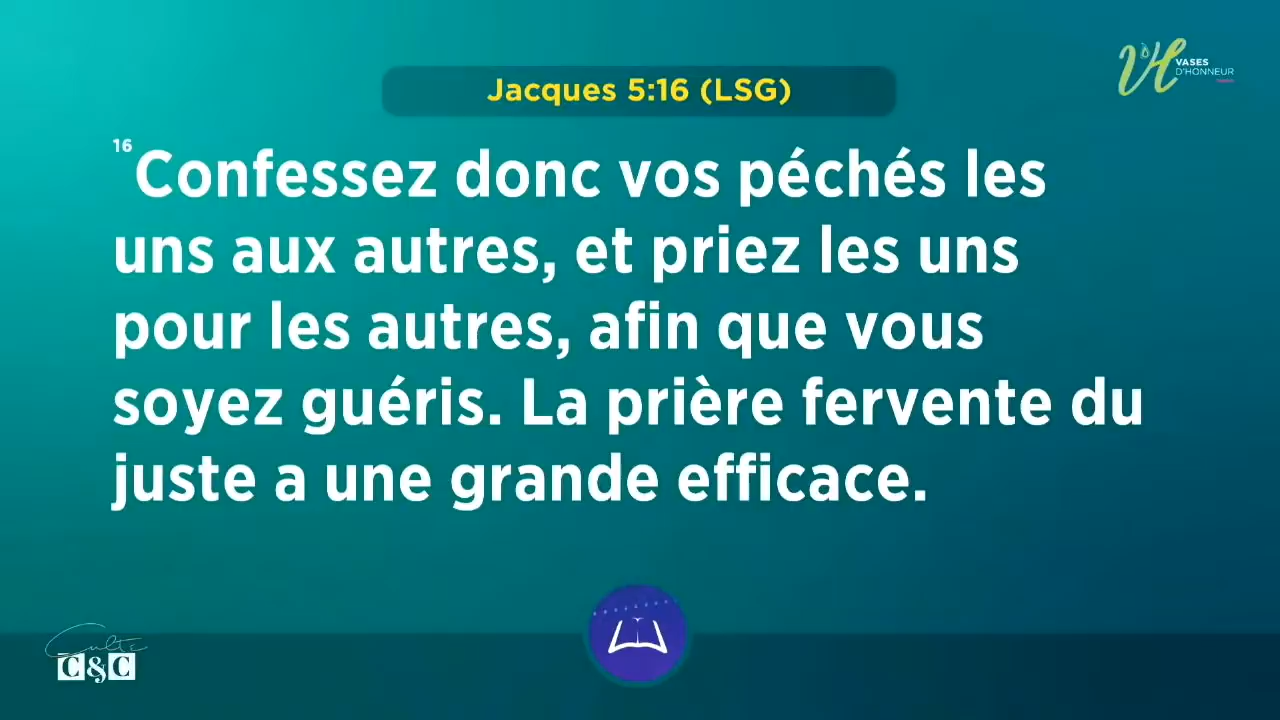 Jacques 5:16 (LSG)
VASES
D'HONNEUR
16 Confessez donc vos péchés les
uns aux autres, et priez les uns
pour les autres, afin que vous
soyez guéris. La prière fervente du
juste a une grande efficace.
Culte
C&C